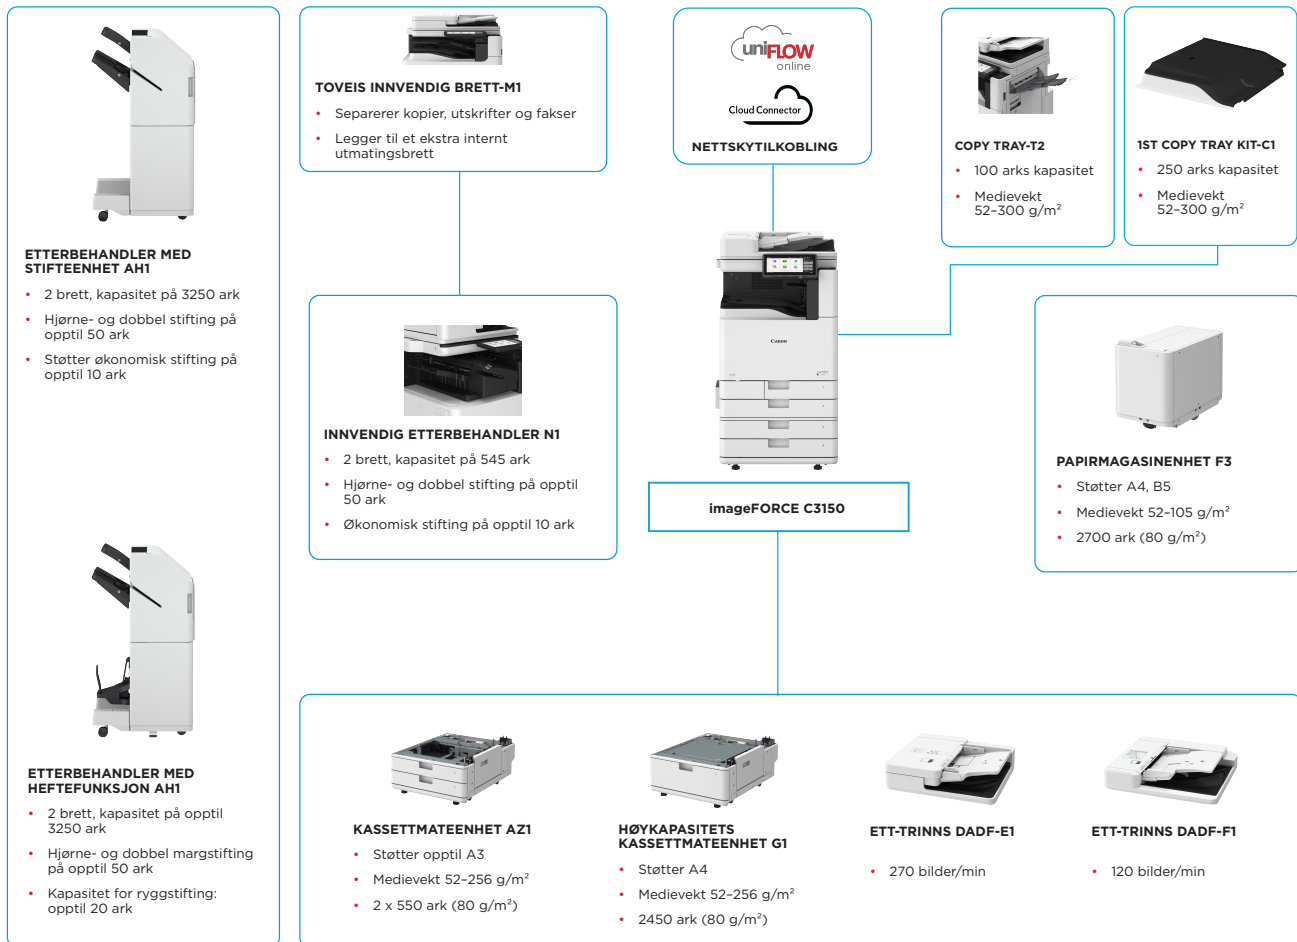 ETTERBEHANDLER MED
STIFTEENHET AH1
• 2 brett, kapasitet på 3250 ark
• Hjørne- og dobbel stifting på
opptil 50 ark
• Støtter økonomisk stifting på
opptil 10 ark
ETTERBEHANDLER MED
HEFTEFUNKSJON AH1
• 2 brett, kapasitet på opptil
3250 ark
• Hjørne- og dobbel margstifting
på opptil 50 ark
• Kapasitet for ryggstifting:
opptil 20 ark
TOVEIS INNVENDIG BRETT-M1
• Separerer kopier, utskrifter og fakser
• Legger til et ekstra internt
utmatingsbrett
INNVENDIG ETTERBEHANDLER N1
• 2 brett, kapasitet på 545 ark
• Hjørne- og dobbel stifting på opptil
50 ark
• Økonomisk stifting på opptil 10 ark
uniFLOW
online
Cloud Connector
NETTSKYTILKOBLING
Canon
imageFORCE C3150
COPY TRAY-T2
• 100 arks kapasitet
• Medievekt
52–300 g/m²
1ST COPY TRAY KIT-C1
• 250 arks kapasitet
• Medievekt
52–300 g/m²
PAPIRMAGASINENHET F3
• Støtter A4, B5
• Medievekt 52–105 g/m²
• 2700 ark (80 g/m²)
KASSETTMATEENHET AZ1
• Støtter opptil A3
• Medievekt 52–256 g/m²
• 2 x 550 ark (80 g/m²)
HØYKAPASITETS
KASSETTMATEENHET G1
• Støtter A4
• Medievekt 52–256 g/m²
• 2450 ark (80 g/m²)
ETT-TRINNS DADF-E1
• 270 bilder/min
ETT-TRINNS DADF-F1
• 120 bilder/min